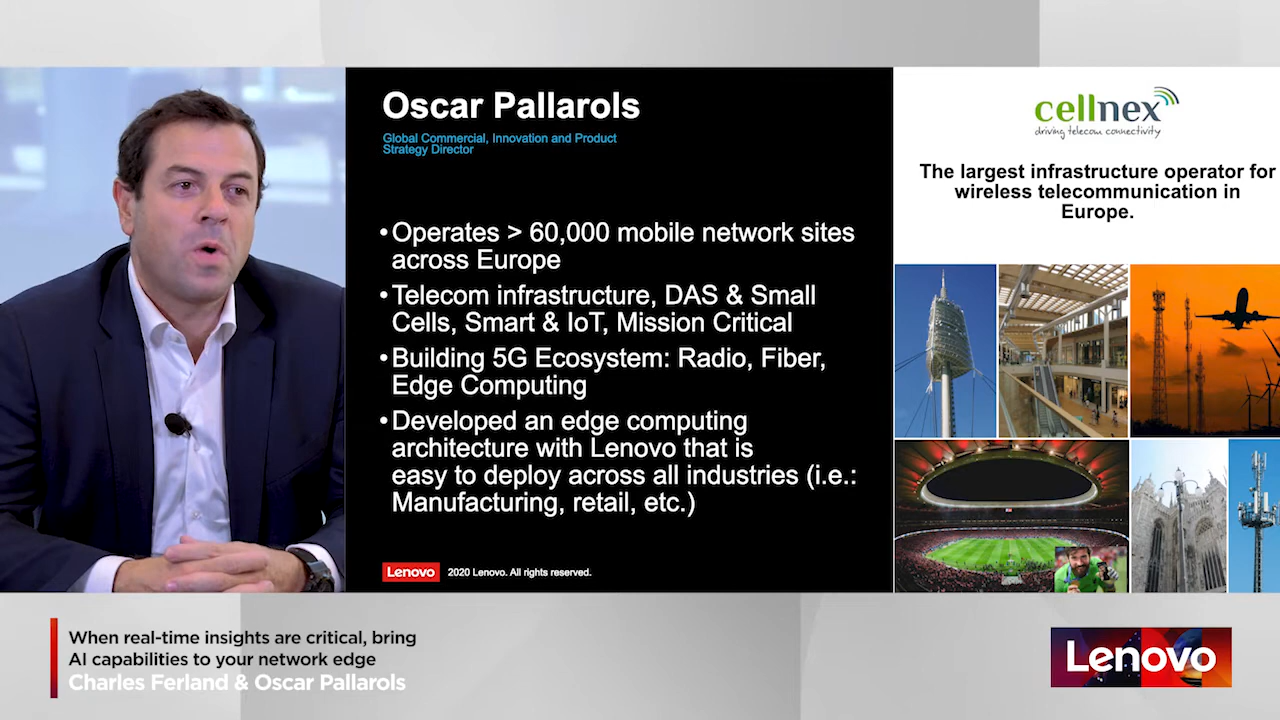 Oscar Pallarols
Global Commercial, Innovation and Product
Strategy Director
•Operates > 60,000 mobile network sites
across Europe
•Telecom infrastructure, DAS & Small
Cells, Smart & IoT, Mission Critical
•Building 5G Ecosystem: Radio, Fiber,
Edge Computing
•Developed an edge computing
architecture with Lenovo that is
easy to deploy across all industries (i.e.:
Manufacturing, retail, etc.)
Lenovo
2020 Lenovo. All rights reserved.
cellnex
driving telecom connectivity
The largest infrastructure operator for
wireless telecommunication in
Europe.
When real-time insights are critical, bring
AI capabilities to your network edge
Charles Ferland & Oscar Pallarols
Lenovo